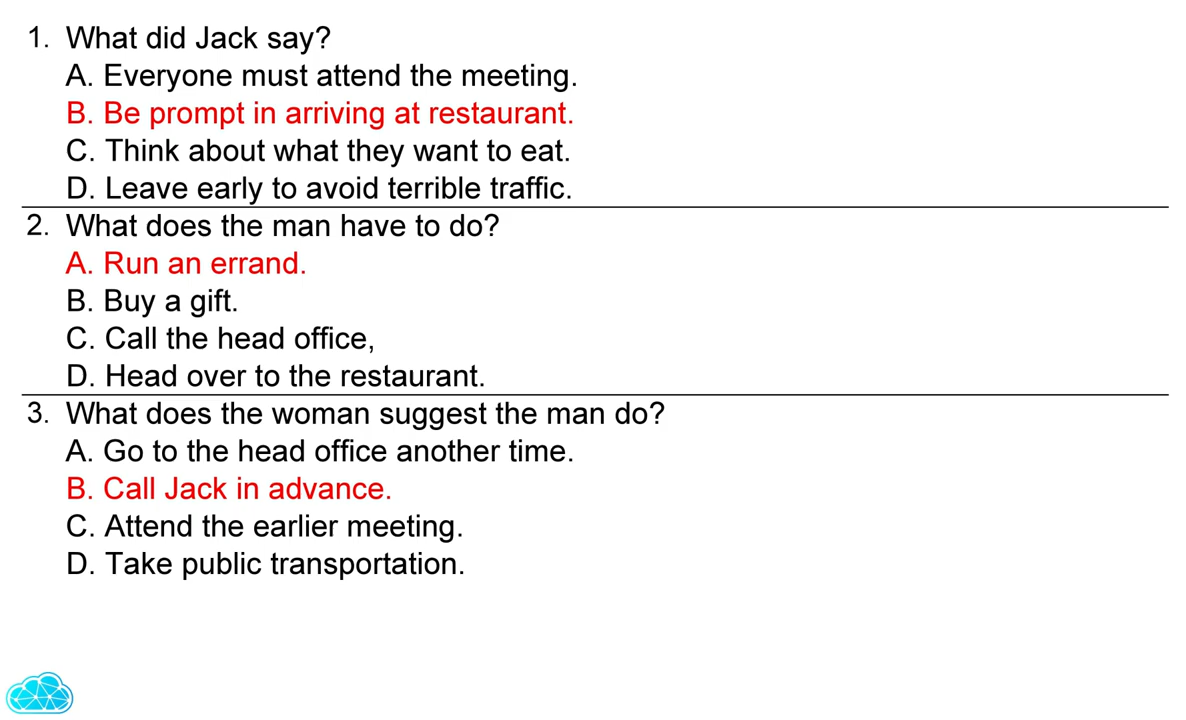 1. What did Jack say?
A. Everyone must attend the meeting.
B. Be prompt in arriving at restaurant.
C. Think about what they want to eat.
D. Leave early to avoid terrible traffic.
2. What does the man have to do?
A. Run an errand.
B. Buy a gift.
C. Call the head office,
D. Head over to the restaurant.
3. What does the woman suggest the man do?
A. Go to the head office another time.
B. Call Jack in advance.
C. Attend the earlier meeting.
D. Take public transportation.